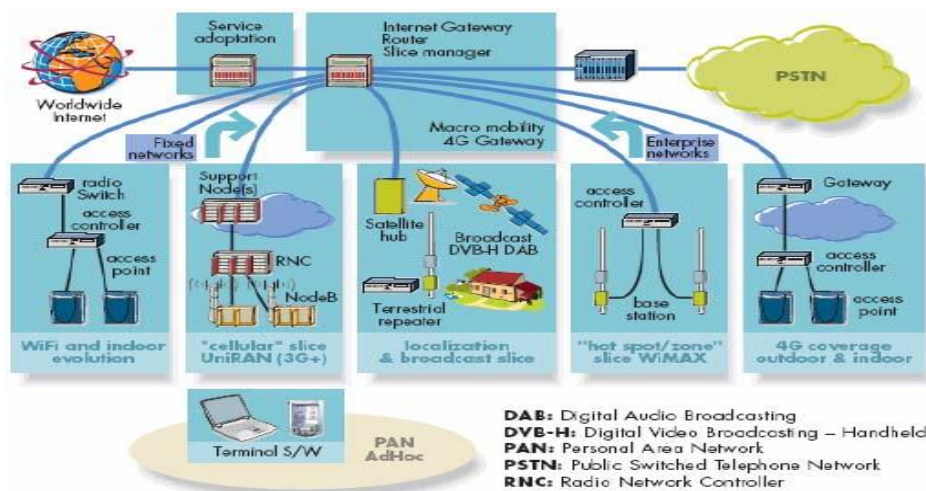 Service
adoptation
Internet Gateway
Router
Slice manager
Worldwide
Internet
PSTN
Fixed
networks
Macro mobility
4G Gateway
Enterprise
networks
radio
Switch
access
controller
access
point
WiFi and indoor
evolution
Support
Node(s)
RNC
NodeB
"cellular" slice
UniRAN (3G+)
Satellite
hub
Broadcast
DVB-H DAB
Terrestrial
repeater
localization
& broadcast slice
access
controller
base
station
"hot spot/zone"
slice WiMAX
Gateway
access
controller
access
point
4G coverage
outdoor & indoor
Terminal S/W
PAN
AdHoc
DAB: Digital Audio Broadcasting
DVB-H: Digital Video Broadcasting – Handheld
PAN: Personal Area Network
PSTN: Public Switched Telephone Network
RNC: Radio Network Controller